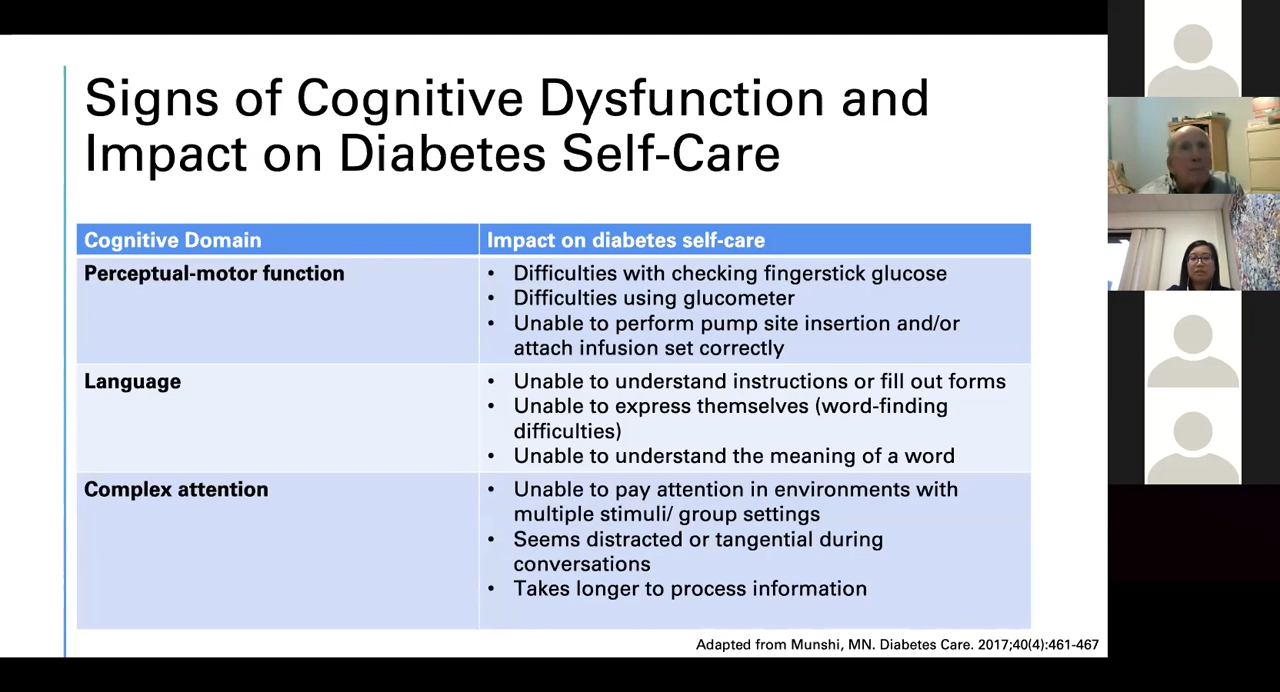 Signs of Cognitive Dysfunction and
Impact on Diabetes Self-Care
Cognitive Domain
Impact on diabetes self-care
Perceptual-motor function
• Difficulties with checking fingerstick glucose
• Difficulties using glucometer
• Unable to perform pump site insertion and/or
attach infusion set correctly
Language
• Unable to understand instructions or fill out forms
• Unable to express themselves (word-finding
difficulties)
• Unable to understand the meaning of a word
Complex attention
• Unable to pay attention in environments with
multiple stimuli/ group settings
• Seems distracted or tangential during
conversations
• Takes longer to process information
Adapted from Munshi, MN. Diabetes Care. 2017;40(4):461-467